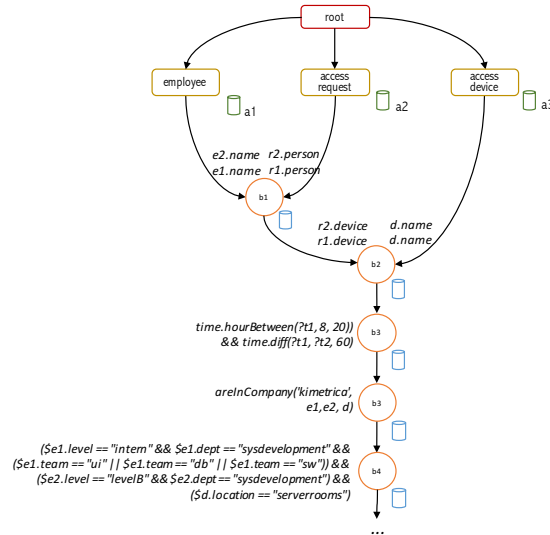 root
employee
access
request
access
device
a1
a2
a3
e2.name r2.person
e1.name r1.person
b1
r2.device d.name
r1.device d.name
b2
time.hourBetween(?t1, 8, 20))
&& time.diff(?t1, ?t2, 60)
b3
areInCompany('kimetrica',
e1,e2, d)
b3
($e1.level == "intern" && $e1.dept == "sysdevelopment" &&
($e1.team == "ui" || $e1.team == "db" || $e1.team == "sw")) &&
($e2.level == "levelB" && $e2.dept == "sysdevelopment") &&
($d.location == "serverrooms")
b4
...